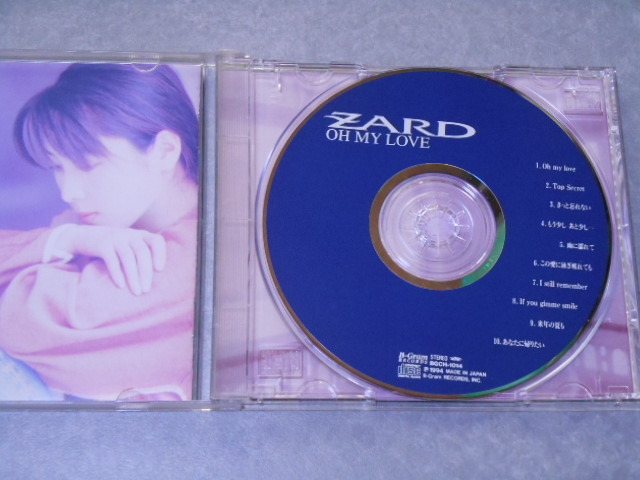 ZARD
OH MY LOVE
1. Oh my love
2. Top Secret
3. きっと忘れない
4. もう少し あと少し…
5. 雨に濡れて
6. この愛に泳ぎ疲れても
7. I still remember
8. If you gimme smile
9. 来年の夏も
10. あなたに帰りたい
B-Gram
RECORDS
STEREO
BGCH-1014
COMPACT
disc
DIGITAL AUDIO
℗1994 MADE IN JAPAN
B-Gram RECORDS, INC.